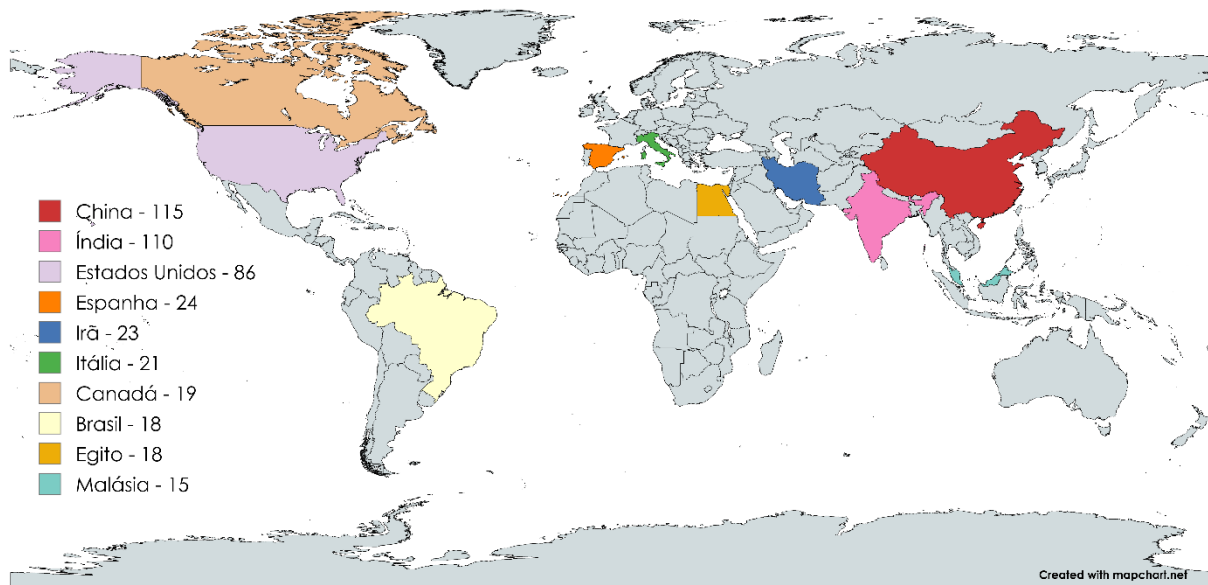 China - 115
Índia - 110
Estados Unidos - 86
Espanha - 24
Irã - 23
Itália - 21
Canadá - 19
Brasil - 18
Egito - 18
Malásia - 15
Created with mapchart.net